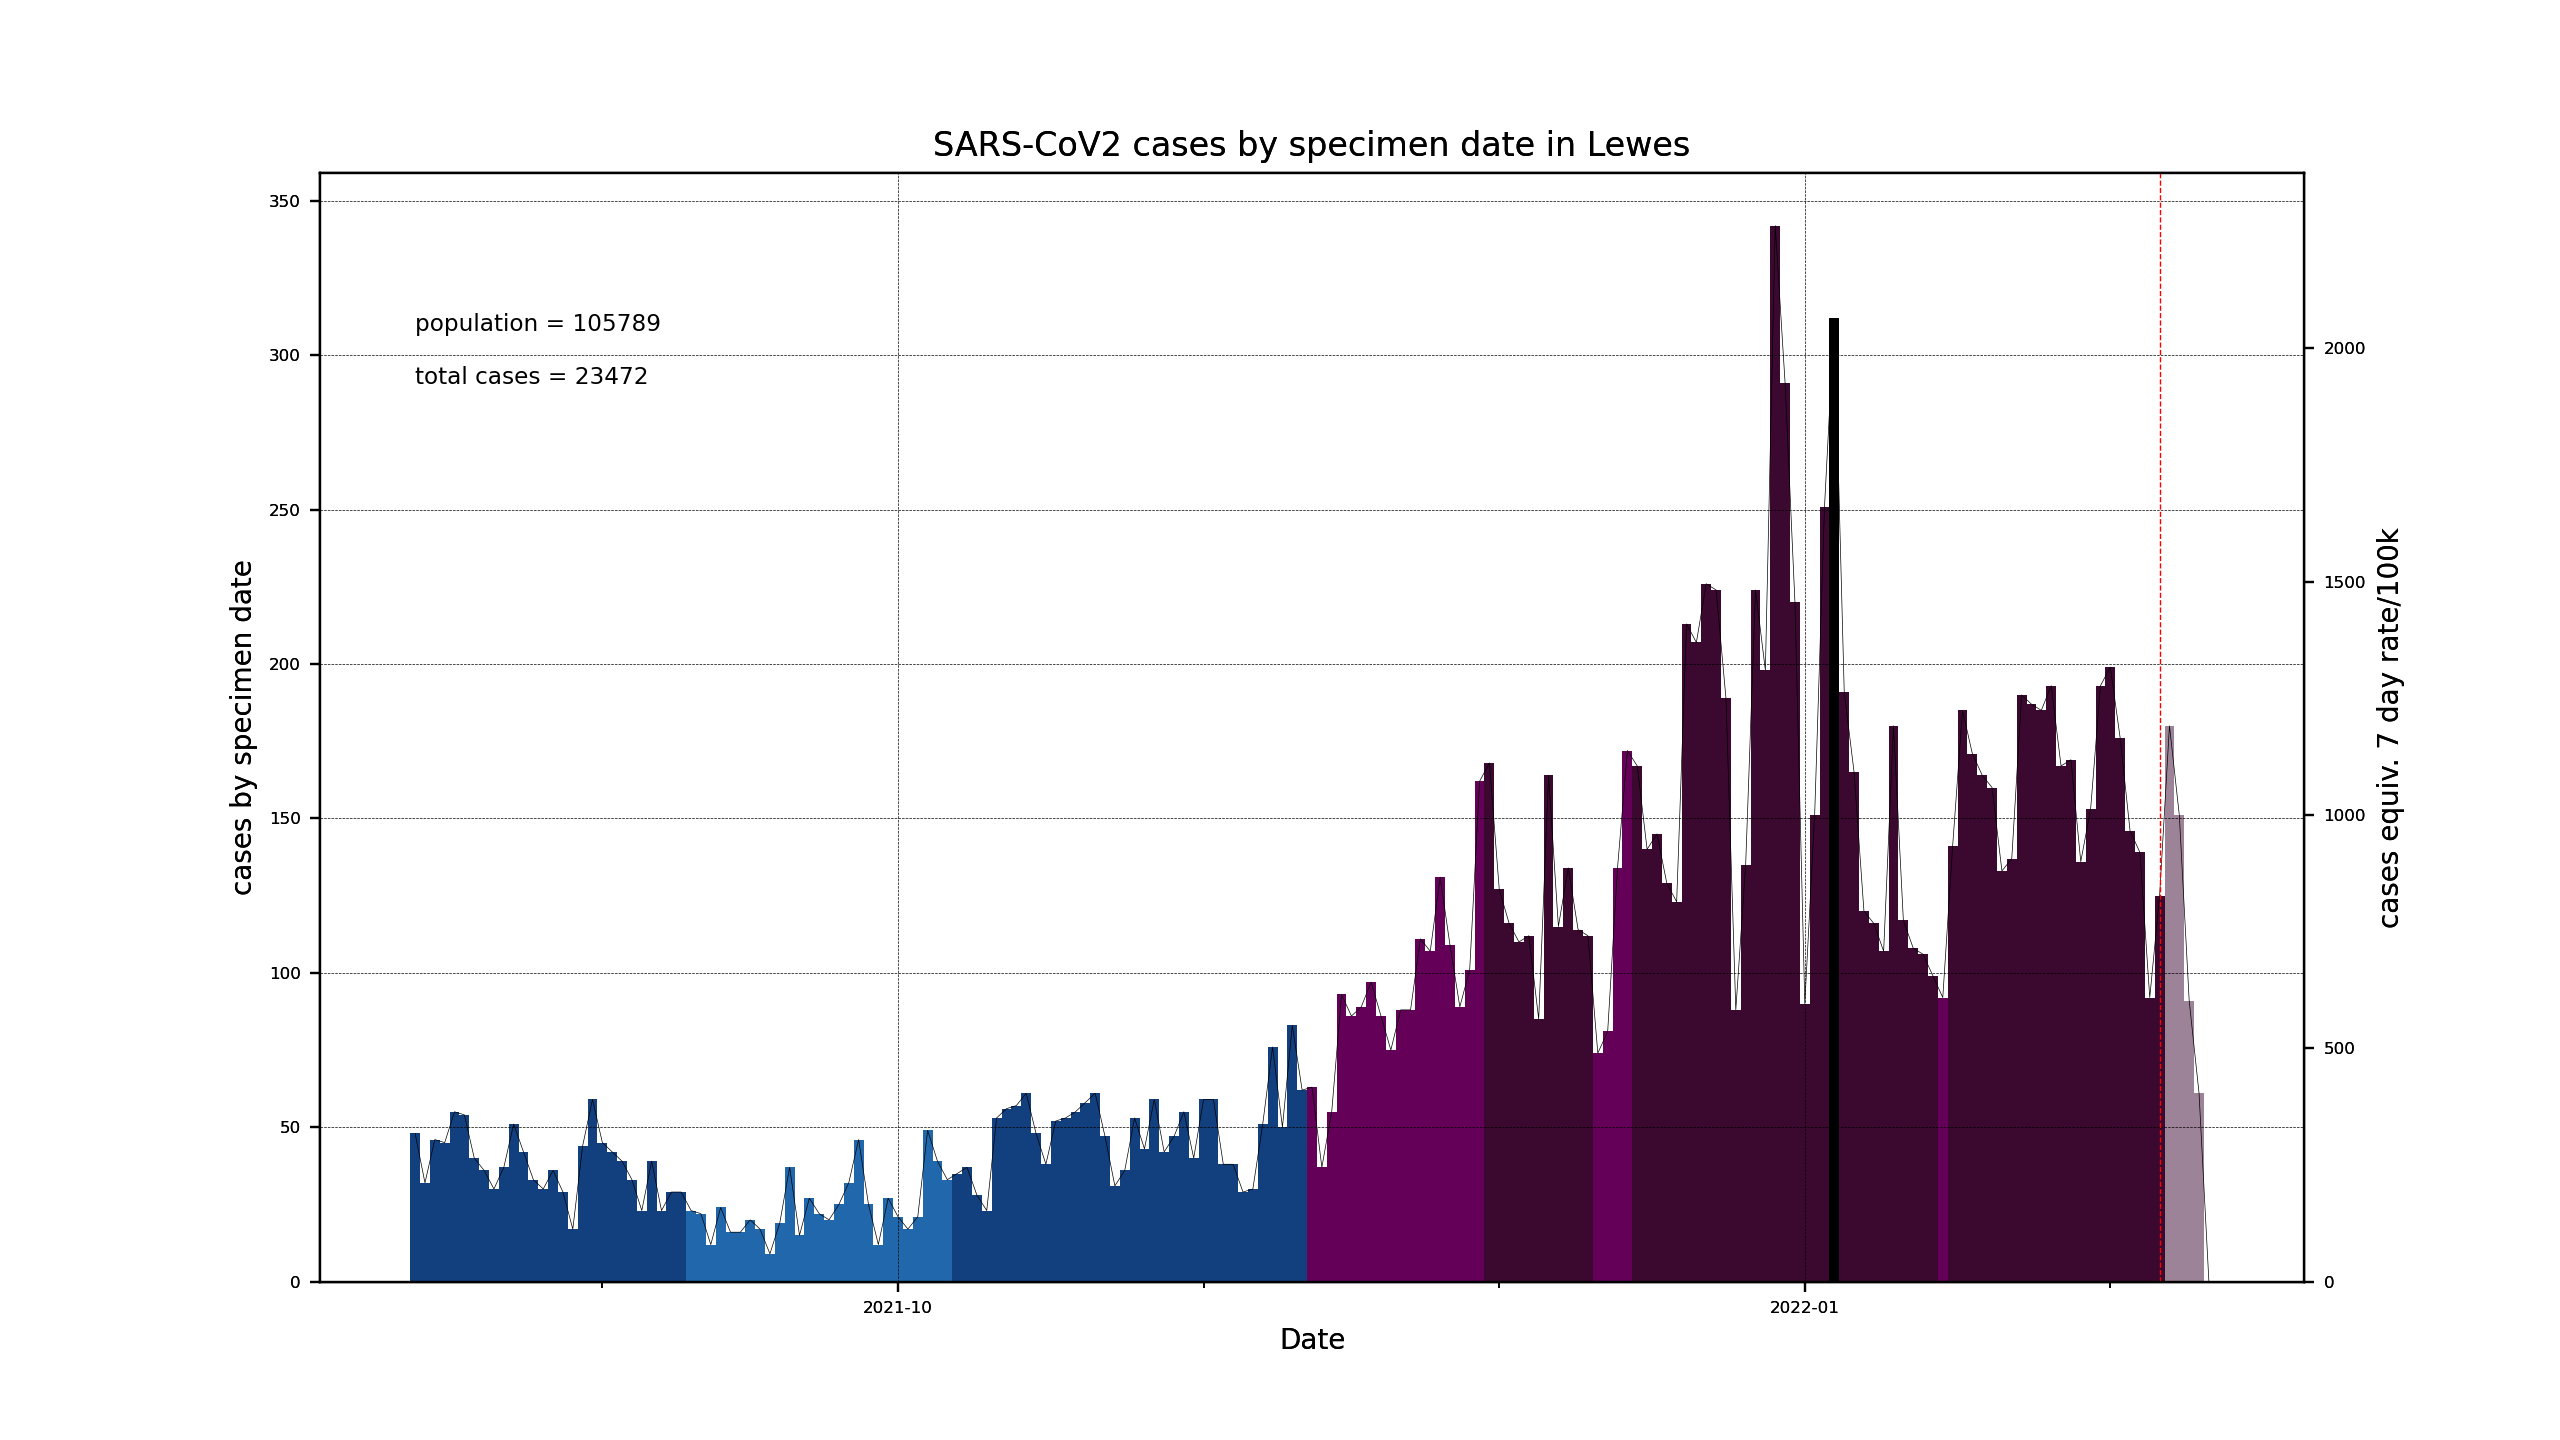 SARS-CoV2 cases by specimen date in Lewes
population = 105789
total cases = 23472
cases by specimen date
350
300
250
200
150
100
50
0
2000
1500
1000
500
0
cases equiv. 7 day rate/100k
2021-10
2022-01
Date